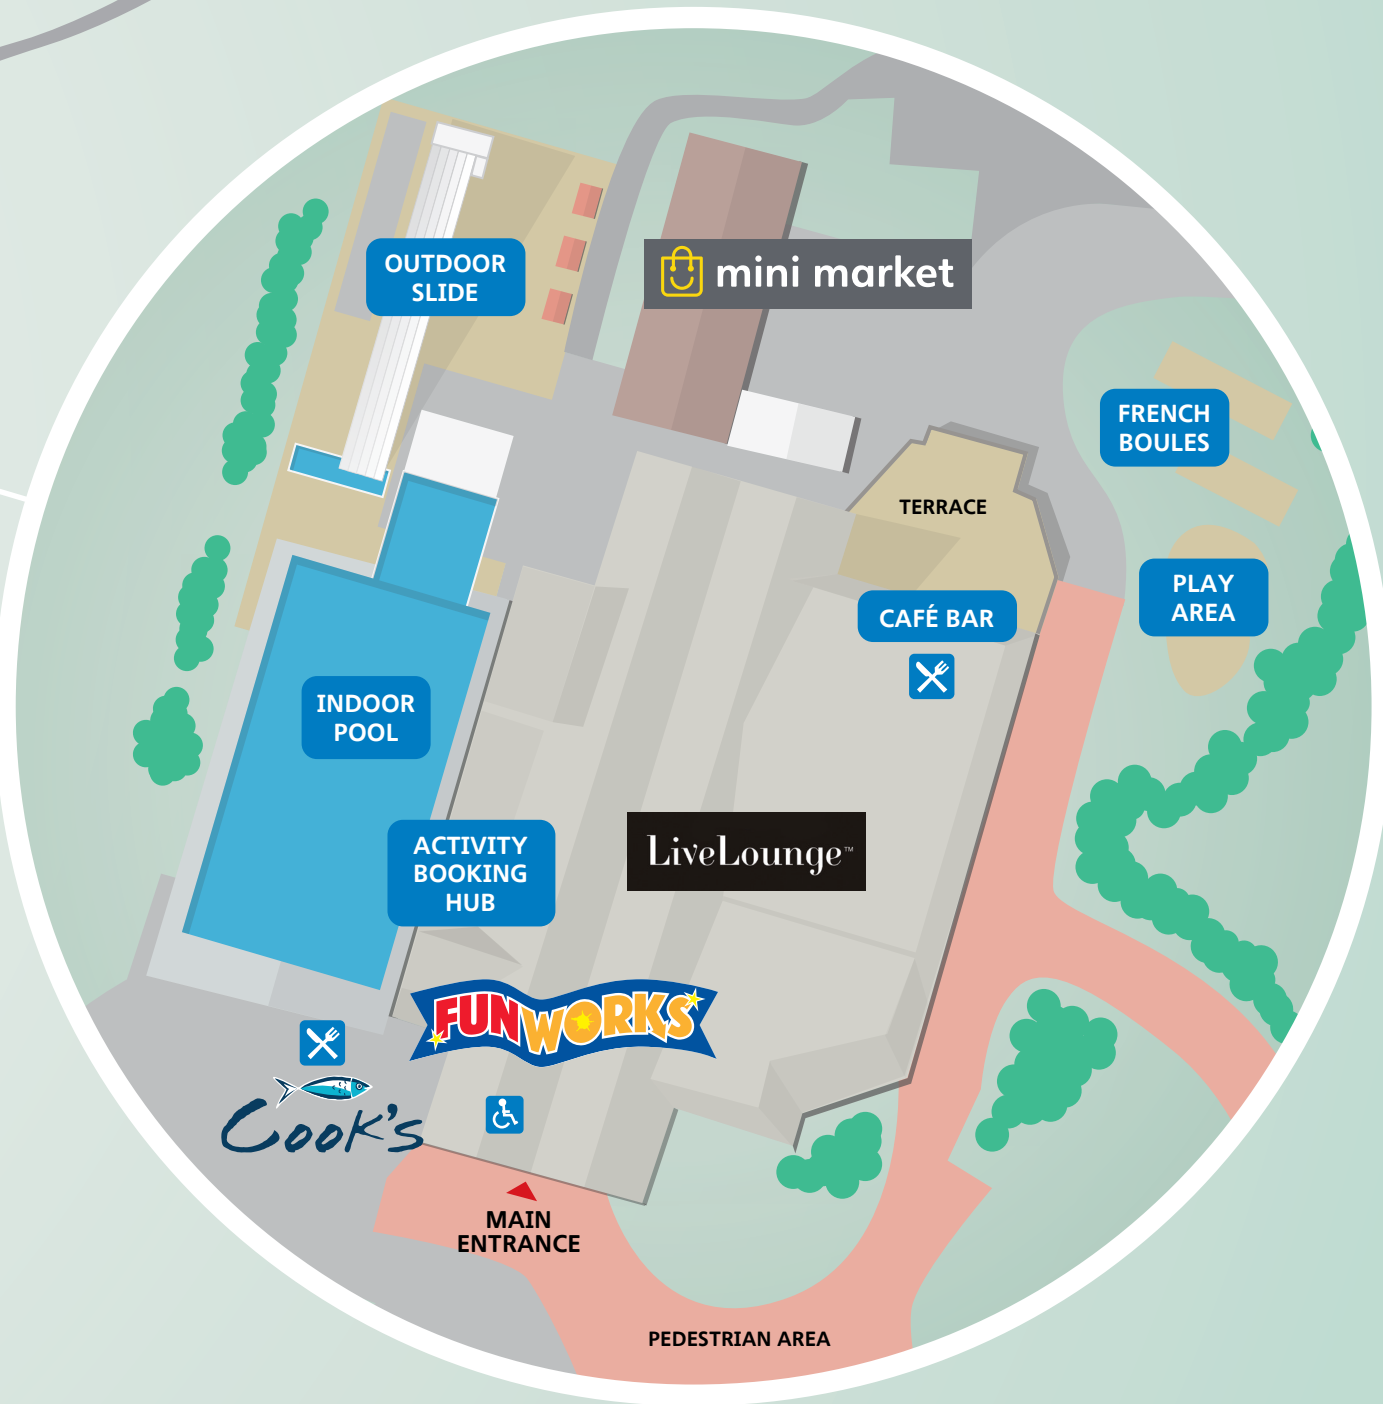 OUTDOOR
SLIDE
mini market
FRENCH
BOULES
TERRACE
PLAY
AREA
CAFÉ BAR
INDOOR
POOL
ACTIVITY
BOOKING
HUB
LiveLounge™
FUNWORKS
Cook's
MAIN
ENTRANCE
PEDESTRIAN AREA